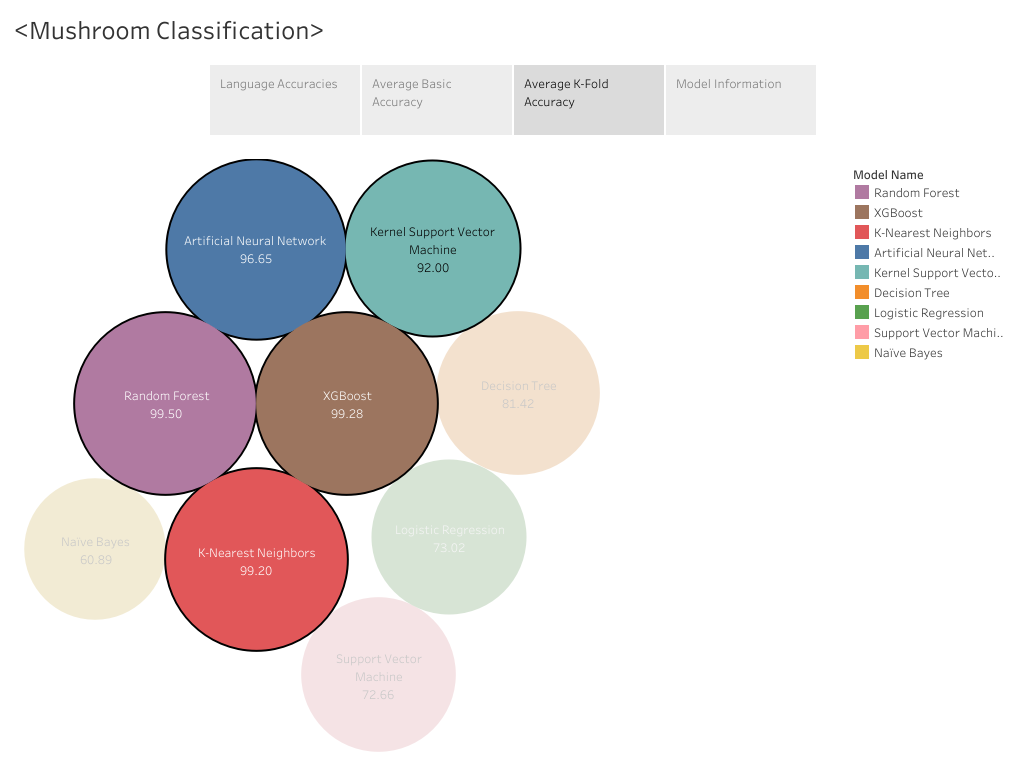 <Mushroom Classification>
Language Accuracies
Average Basic
Accuracy
Average K-Fold
Accuracy
Model Information
Artificial Neural Network
96.65
Kernel Support Vector
Machine
92.00
Random Forest
99.50
XGBoost
99.28
Decision Tree
81.42
Naïve Bayes
60.89
K-Nearest Neighbors
99.20
Logistic Regression
73.02
Support Vector
Machine
72.66
Model Name
Random Forest
XGBoost
K-Nearest Neighbors
Artificial Neural Net..
Kernel Support Vecto..
Decision Tree
Logistic Regression
Support Vector Machi..
Naïve Bayes